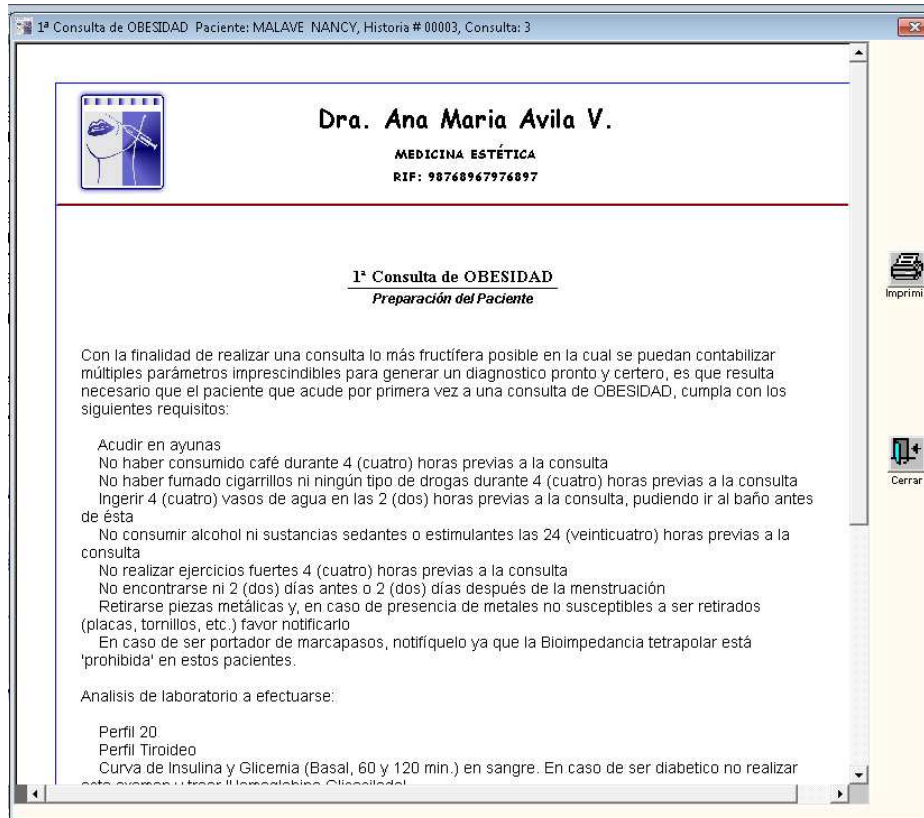 1ª Consulta de OBESIDAD Paciente: MALAVE NANCY, Historia # 00003, Consulta: 3
Dra. Ana Maria Avila V.
MEDICINA ESTÉTICA
RIF: 98768967976897
1ª Consulta de OBESIDAD
Preparación del Paciente
Imprimi
Con la finalidad de realizar una consulta lo más fructífera posible en la cual se puedan contabilizar
múltiples parámetros imprescindibles para generar un diagnostico pronto y certero, es que resulta
necesario que el paciente que acude por primera vez a una consulta de OBESIDAD, cumpla con los
siguientes requisitos:
Acudir en ayunas
No haber consumido café durante 4 (cuatro) horas previas a la consulta
No haber fumado cigarrillos ni ningún tipo de drogas durante 4 (cuatro) horas previas a la consulta
Ingerir 4 (cuatro) vasos de agua en las 2 (dos) horas previas a la consulta, pudiendo ir al baño antes
de ésta
Cerrar
No consumir alcohol ni sustancias sedantes o estimulantes las 24 (veinticuatro) horas previas a la
consulta
No realizar ejercicios fuertes 4 (cuatro) horas previas a la consulta
No encontrarse ni 2 (dos) días antes o 2 (dos) días después de la menstruación
Retirarse piezas metálicas y, en caso de presencia de metales no susceptibles a ser retirados
(placas, tornillos, etc.) favor notificarlo
En caso de ser portador de marcapasos, notifíquelo ya que la Bioimpedancia tetrapolar está
'prohibida' en estos pacientes.
Analisis de laboratorio a efectuarse:
Perfil 20
Perfil Tiroideo
Curva de Insulina y Glicemia (Basal, 60 y 120 min.) en sangre. En caso de ser diabetico no realizar